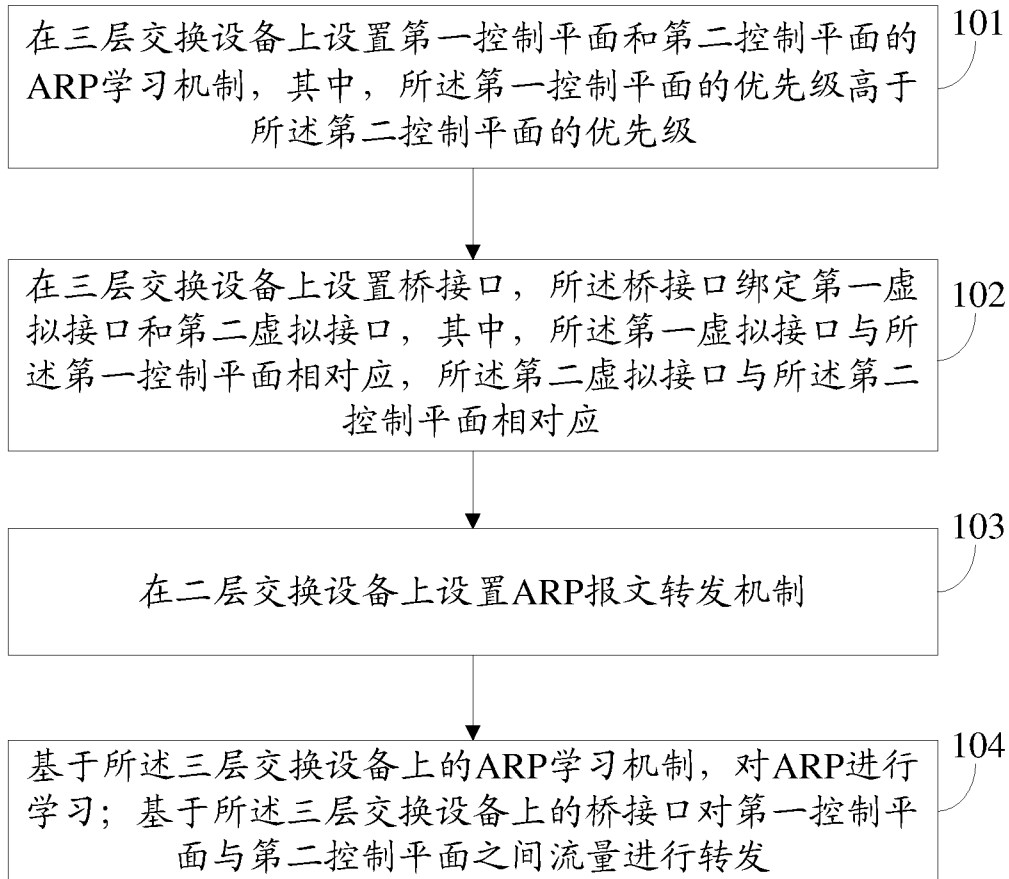 在三层交换设备上设置第一控制平面和第二控制平面的
ARP学习机制，其中，所述第一控制平面的优先级高于
所述第二控制平面的优先级
101
在三层交换设备上设置桥接口，所述桥接口绑定第一虚
拟接口和第二虚拟接口，其中，所述第一虚拟接口与所
述第一控制平面相对应，所述第二虚拟接口与所述第二
控制平面相对应
102
在二层交换设备上设置ARP报文转发机制
103
基于所述三层交换设备上的ARP学习机制，对ARP进行
学习；基于所述三层交换设备上的桥接口对第一控制平
面与第二控制平面之间流量进行转发
104